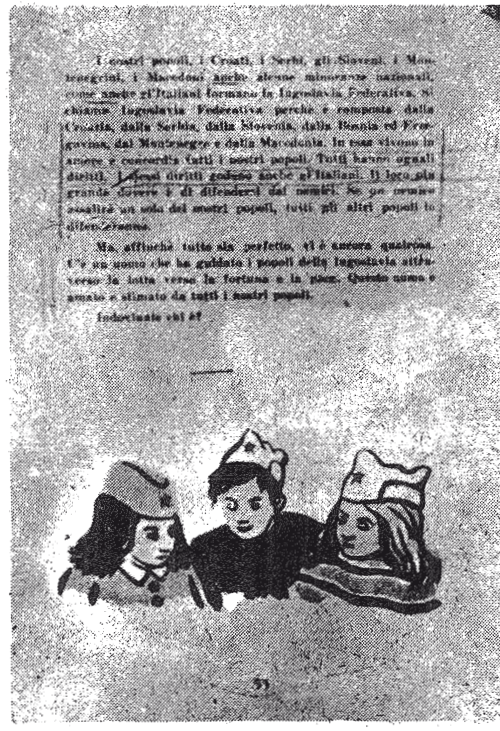 I nostri popoli, i Croati, i Serbi, gli Sloveni, i Mon-
tenegrini, i Macedoni anche alcune minoranze nazionali,
come anche gl'Italiani formano la Iugoslavia Federativa. Si
chiama Iugoslavia Federativa perchè è composta dalla
Croazia, dalla Serbia, dalla Slovenia, dalla Bosnia ed Erze-
govina, dal Montenegro e dalla Macedonia. In essa vivono in
amore e concordia tutti i nostri popoli. Tutti hanno uguali
diritti. I stessi diritti godono anche gl'Italiani. Il loro più
grande dovere è di difendersi dai nemici. Se un nemico
assalirà un solo dei nostri popoli, tutti gli altri popoli lo
difenderanno.
Ma, affinchè tutto sia perfetto, vi è ancora qualcosa.
C'è un uomo che ha guidato i popoli della Iugoslavia attra-
verso la lotta verso la fortuna e la pace. Questo uomo è
amato e stimato da tutti i nostri popoli.
Indovinate chi è?
53